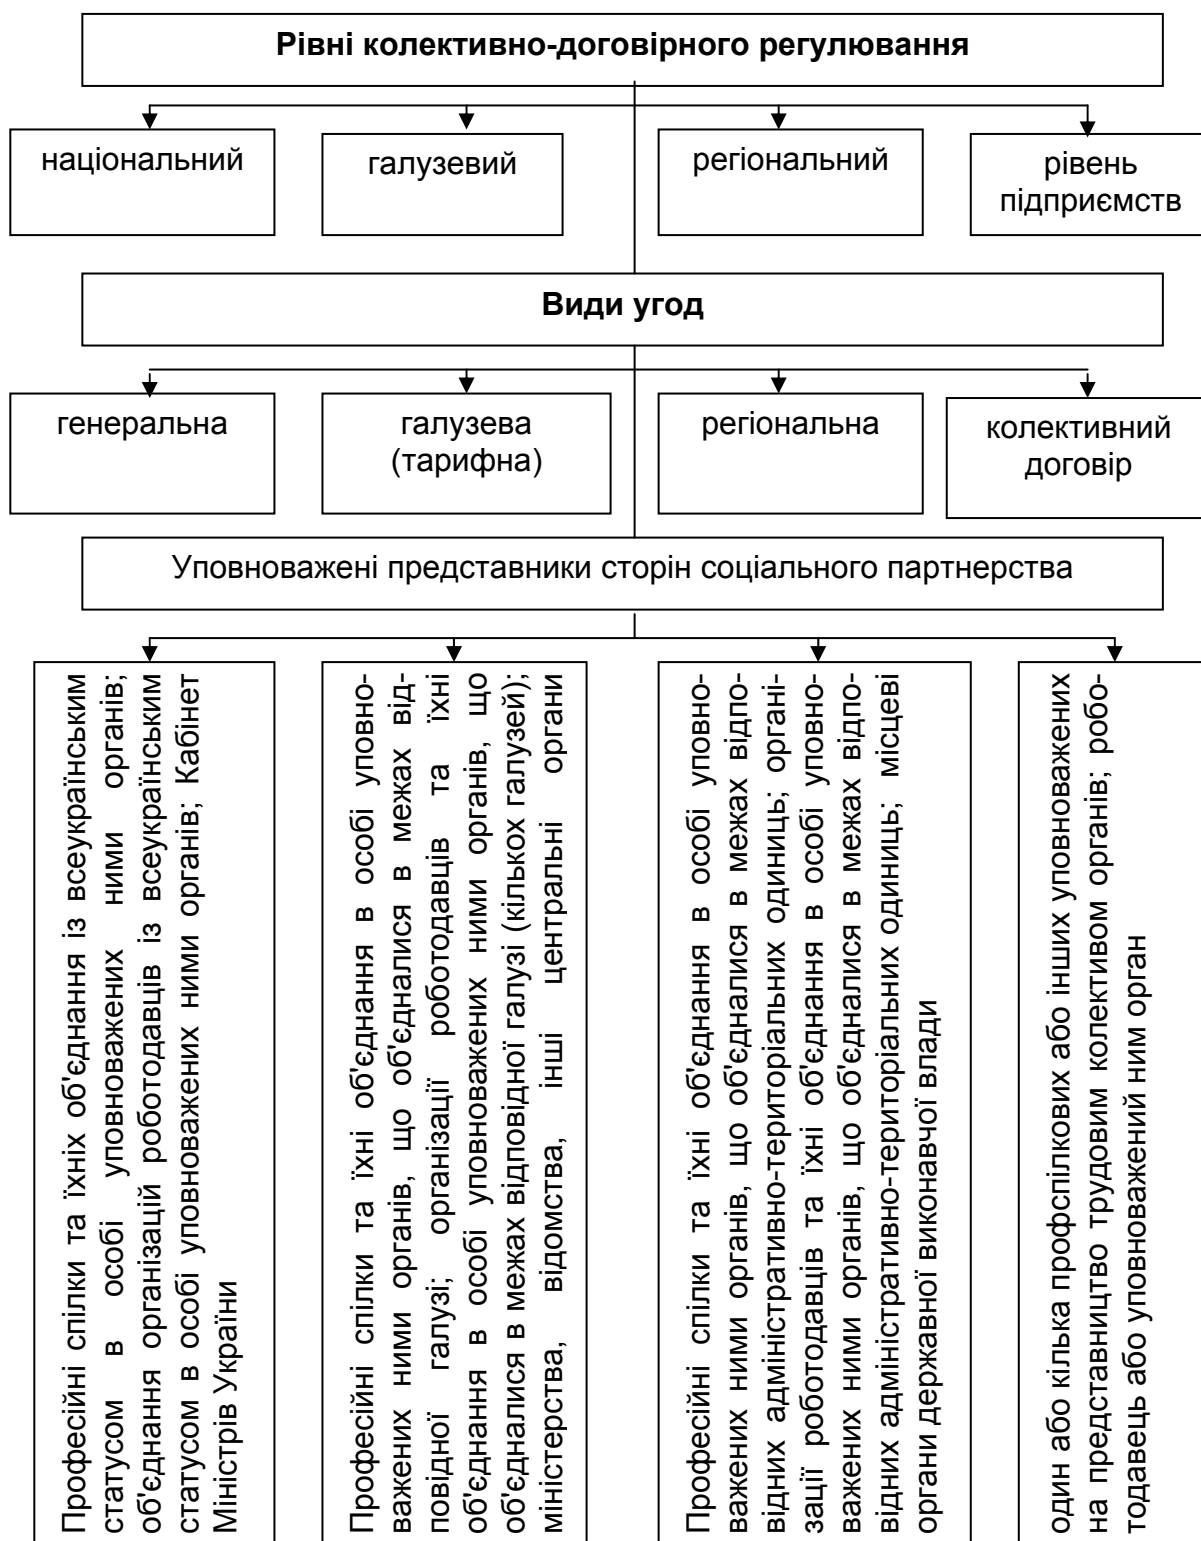 Рівні колективно-договірного регулювання
національний
галузевий
регіональний
рівень
підприємств
Види угод
генеральна
галузева
(тарифна)
регіональна
колективний
договір
Уповноважені представники сторін соціального партнерства
Професійні спілки та їхніх об'єднання із всеукраїнським
статусом в особі уповноважених ними органів;
об'єднання організацій роботодавців із всеукраїнським
статусом в особі уповноважених ними органів; Кабінет
Міністрів України
Професійні спілки та їхні об'єднання в особі уповно-
важених ними органів, що об'єдналися в межах від-
повідної галузі; організації роботодавців та їхні
об'єднання в особі уповноважених ними органів, що
об'єдналися в межах відповідної галузі (кількох галузей);
міністерства, відомства, інші центральні органи
Професійні спілки та їхні об'єднання в особі уповно-
важених ними органів, що об'єдналися в межах відпо-
відних адміністративно-територіальних одиниць; органі-
зації роботодавців та їхні об'єднання в особі уповно-
важених ними органів, що об'єдналися в межах відпо-
відних адміністративно-територіальних одиниць; місцеві
органи державної виконавчої влади
один або кілька профспілкових або інших уповноважених
на представництво трудовим колективом органів; робо-
тодавець або уповноважений ним орган